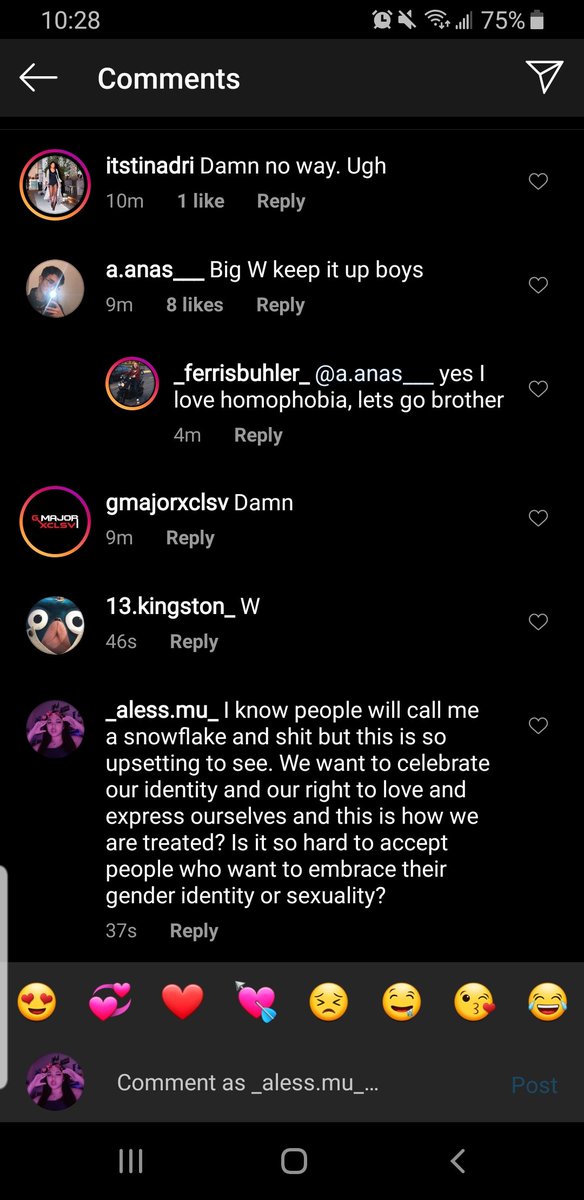 10:28 75%
Comments
itstinadri Damn no way. Ugh
10m 1 like Reply
a.anas___ Big W keep it up boys
9m 8 likes Reply
_ferrisbuhler_ @a.anas___ yes I
love homophobia, lets go brother
4m Reply
G MAJOR
XCLSV
gmajorxclsv Damn
9m Reply
13.kingston_ W
46s Reply
_aless.mu_ I know people will call me
a snowflake and shit but this is so
upsetting to see. We want to celebrate
our identity and our right to love and
express ourselves and this is how we
are treated? Is it so hard to accept
people who want to embrace their
gender identity or sexuality?
37s Reply
Comment as _aless.mu_... Post